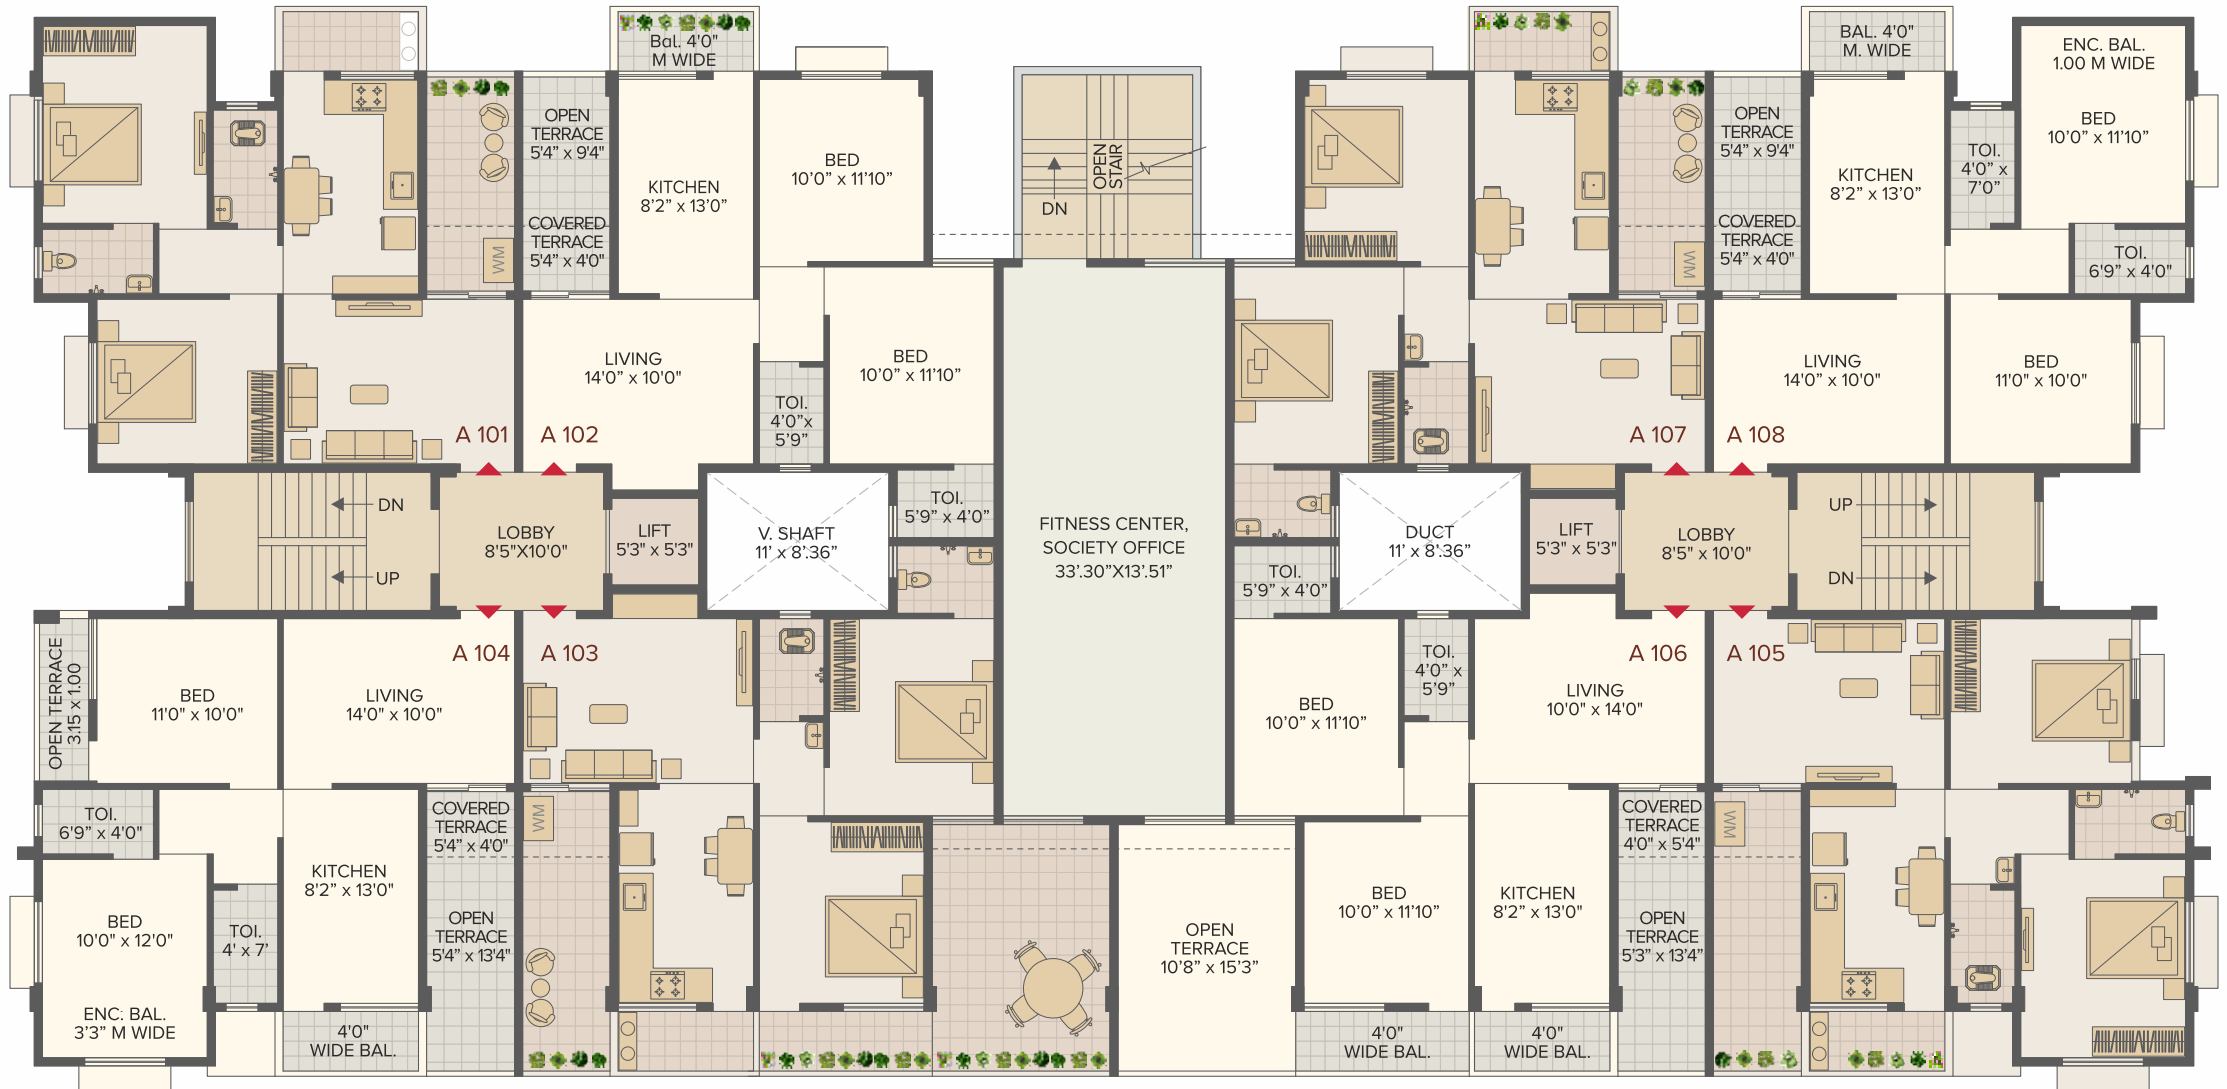 Bal. 4'0"
M WIDE
OPEN
TERRACE
5'4” x 9'4"
COVERED
TERRACE
5'4” x 4'0"
WM
KITCHEN
8’2” x 13’0”
BED
10’0” x 11’10”
LIVING
14'0” x 10'0"
BED
10’0” x 11’10”
TOI.
4'0”x
5’9”
A 101
A 102
OPEN
STAIR
DN
BAL. 4'0"
M. WIDE
ENC. BAL.
1.00 M WIDE
BED
10’0” x 11’10”
OPEN
TERRACE
5'4” x 9'4"
COVERED
TERRACE
5'4” x 4'0"
WM
KITCHEN
8’2” x 13’0”
TOI.
4’0” x
7’0”
TOI.
6'9” x 4'0”
LIVING
14'0” x 10'0"
BED
11'0” x 10'0"
A 107
A 108
DN
UP
LOBBY
8'5"X10'0"
LIFT
5'3" x 5'3"
V. SHAFT
11’ x 8’.36”
TOI.
5’9” x 4’0”
FITNESS CENTER,
SOCIETY OFFICE
33’.30”X13’.51”
TOI.
5’9” x 4’0”
DUCT
11’ x 8’.36”
LIFT
5'3" x 5'3"
LOBBY
8'5" x 10'0"
UP
DN
A 104
A 103
OPEN TERRACE
3.15 x 1.00
BED
11'0" x 10'0"
LIVING
14'0" x 10'0"
TOI.
6’9” x 4’0”
COVERED
TERRACE
5'4” x 4'0"
WM
KITCHEN
8'2” x 13'0"
BED
10'0" x 12'0"
TOI.
4' x 7'
OPEN
TERRACE
5'4” x 13'4"
ENC: BAL.
3’3” M WIDE
4'0"
WIDE BAL.
A 106
A 105
BED
10’0” x 11’10”
TOI.
4’0” x
5’9”
LIVING
10'0" x 14'0"
COVERED
TERRACE
4'0” x 5'4"
WM
OPEN
TERRACE
10’8” x 15’3”
BED
10’0” x 11’10”
KITCHEN
8’2” x 13’0”
OPEN
TERRACE
5'3” x 13'4”
4'0"
WIDE BAL.
4'0"
WIDE BAL.